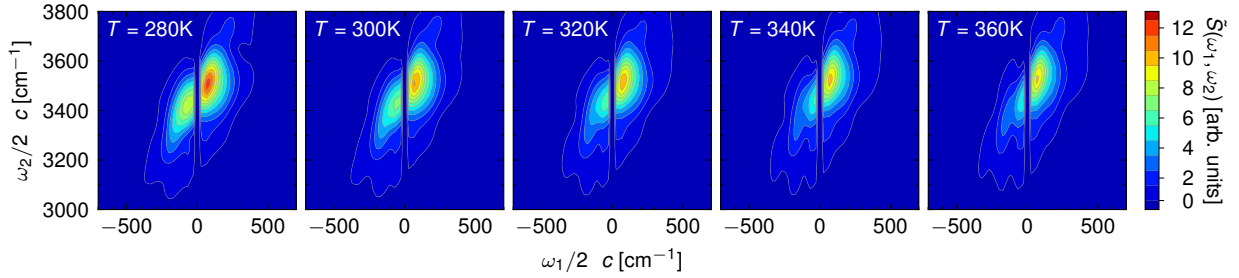 T = 280K
T = 300K
T = 320K
T = 340K
T = 360K
ω₂/2 c [cm⁻¹]
3800
3600
3400
3200
3000
−500 0 500
−500 0 500
−500 0 500
−500 0 500
−500 0 500
ω₁/2 c [cm⁻¹]
12
10
8
6
4
2
0
S̃(ω₁, ω₂) [arb. units]